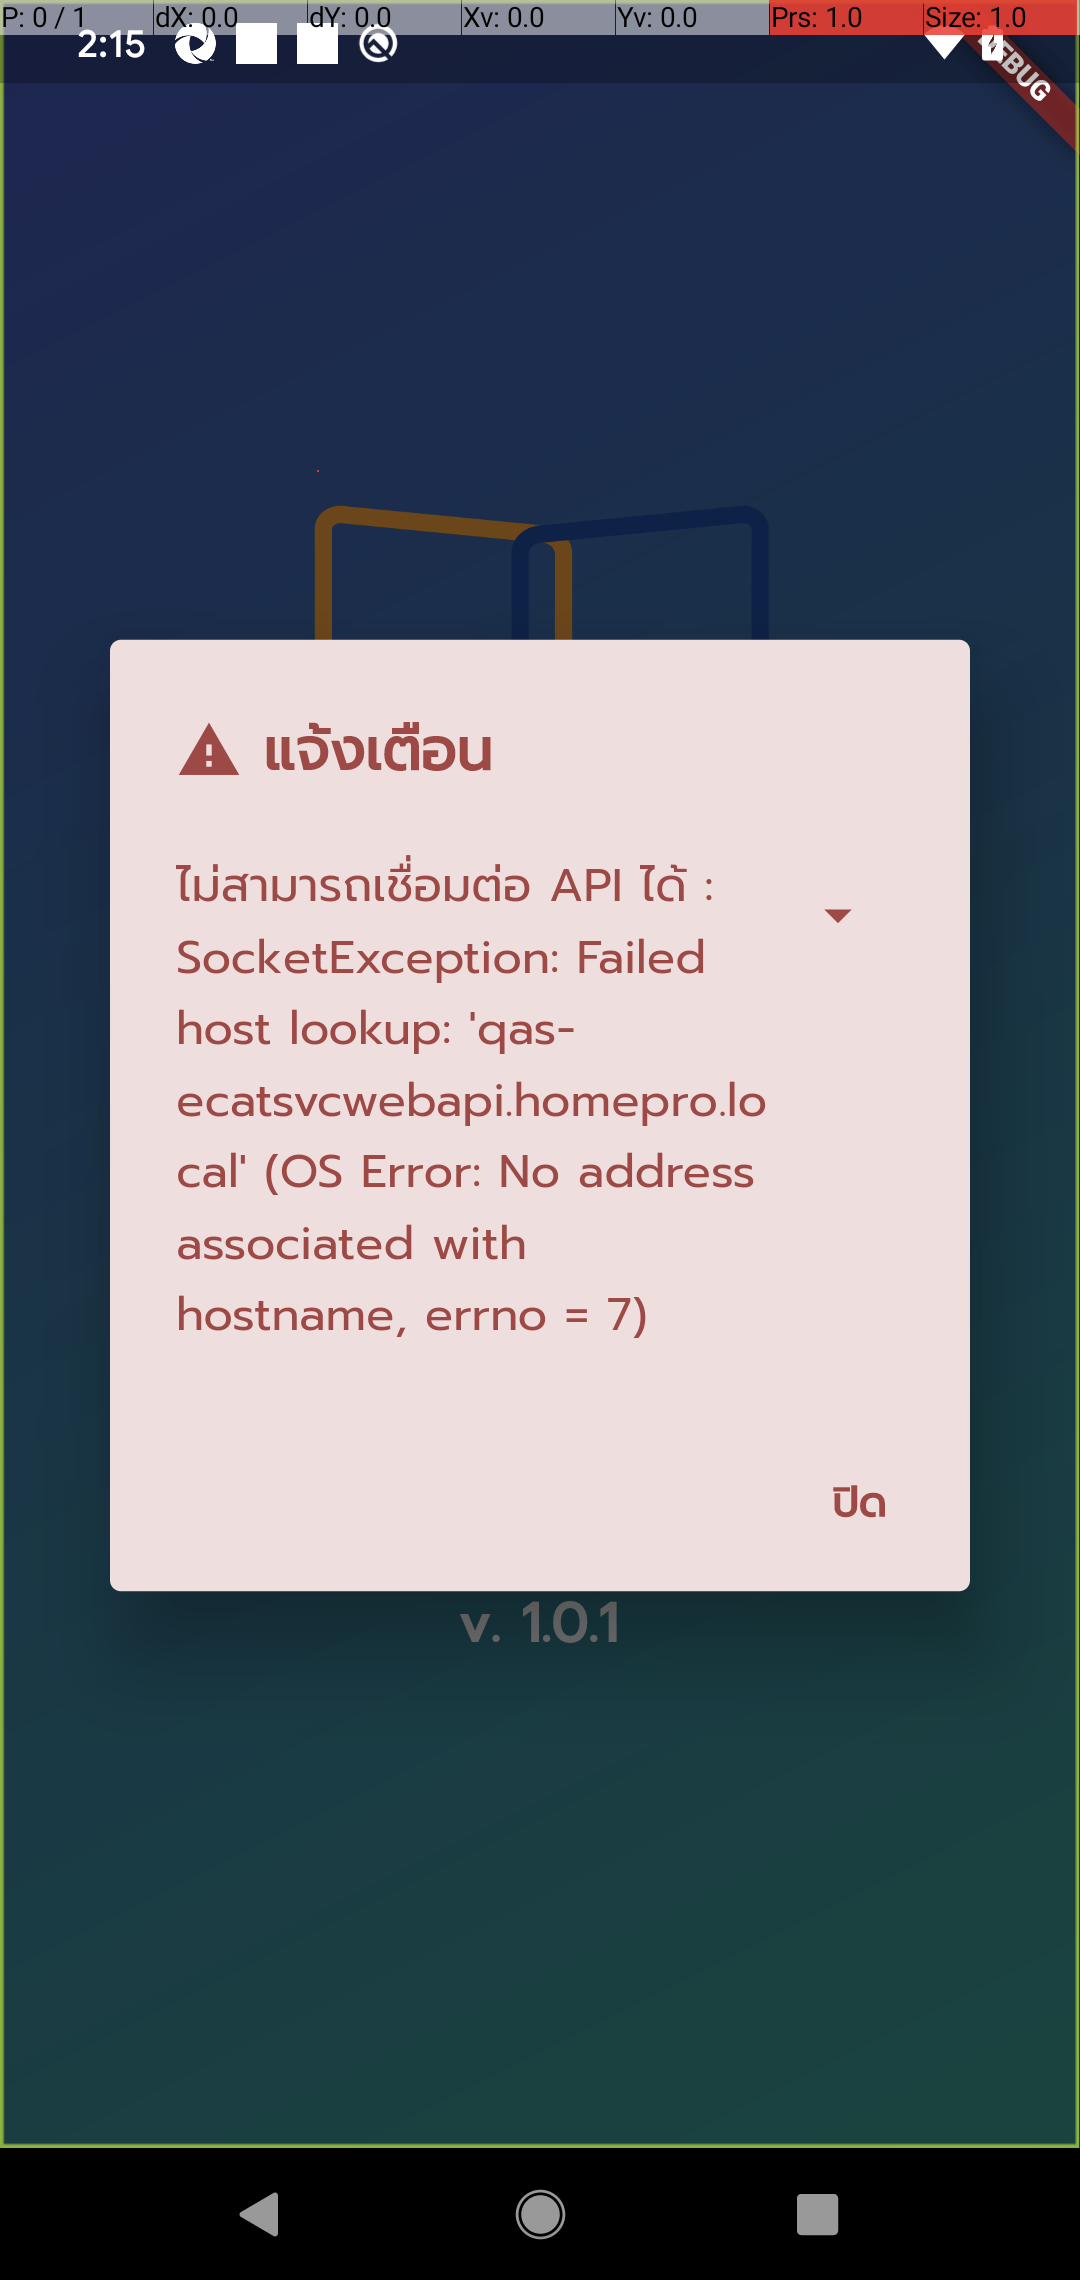 P: 0 / 1 dX: 0.0 dY: 0.0 Xv: 0.0 Yv: 0.0 Prs: 1.0 Size: 1.0
2:15
DEBUG
แจ้งเตือน
ไม่สามารถเชื่อมต่อ API ได้ :
SocketException: Failed
host lookup: 'qas-
ecatsvcwebapi.homepro.lo
cal' (OS Error: No address
associated with
hostname, errno = 7)
ปิด
v. 1.0.1